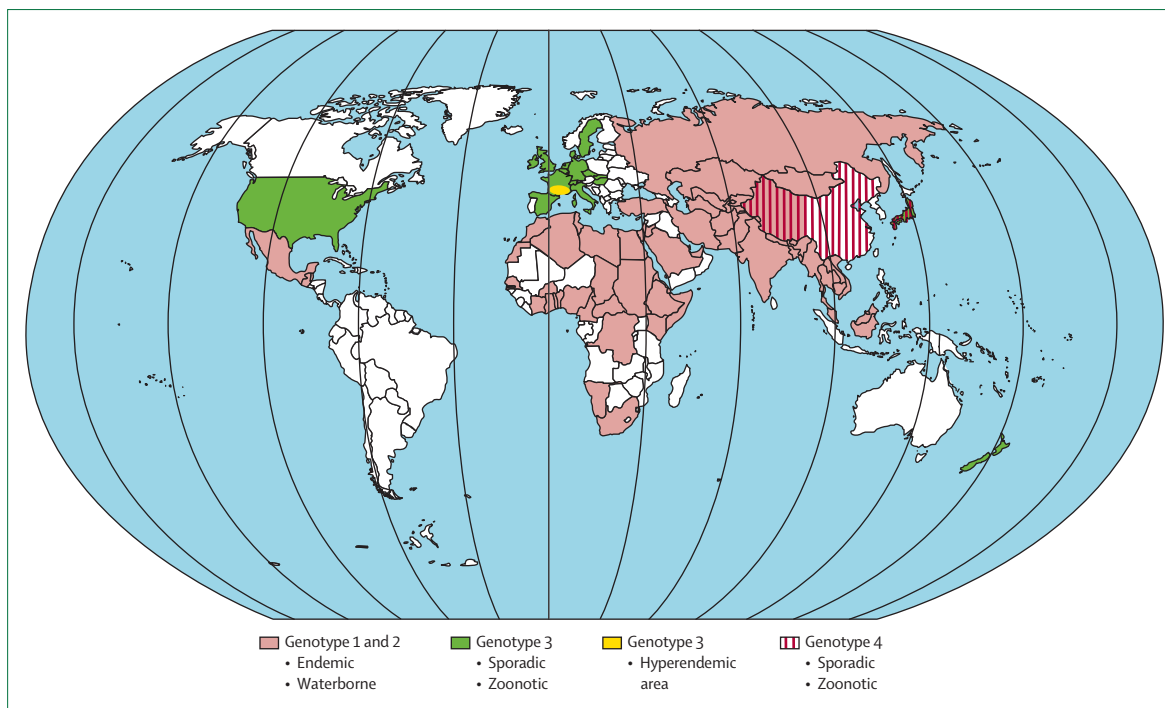 Genotype 1 and 2
• Endemic
• Waterborne
Genotype 3
• Sporadic
• Zoonotic
Genotype 3
• Hyperendemic
area
Genotype 4
• Sporadic
• Zoonotic